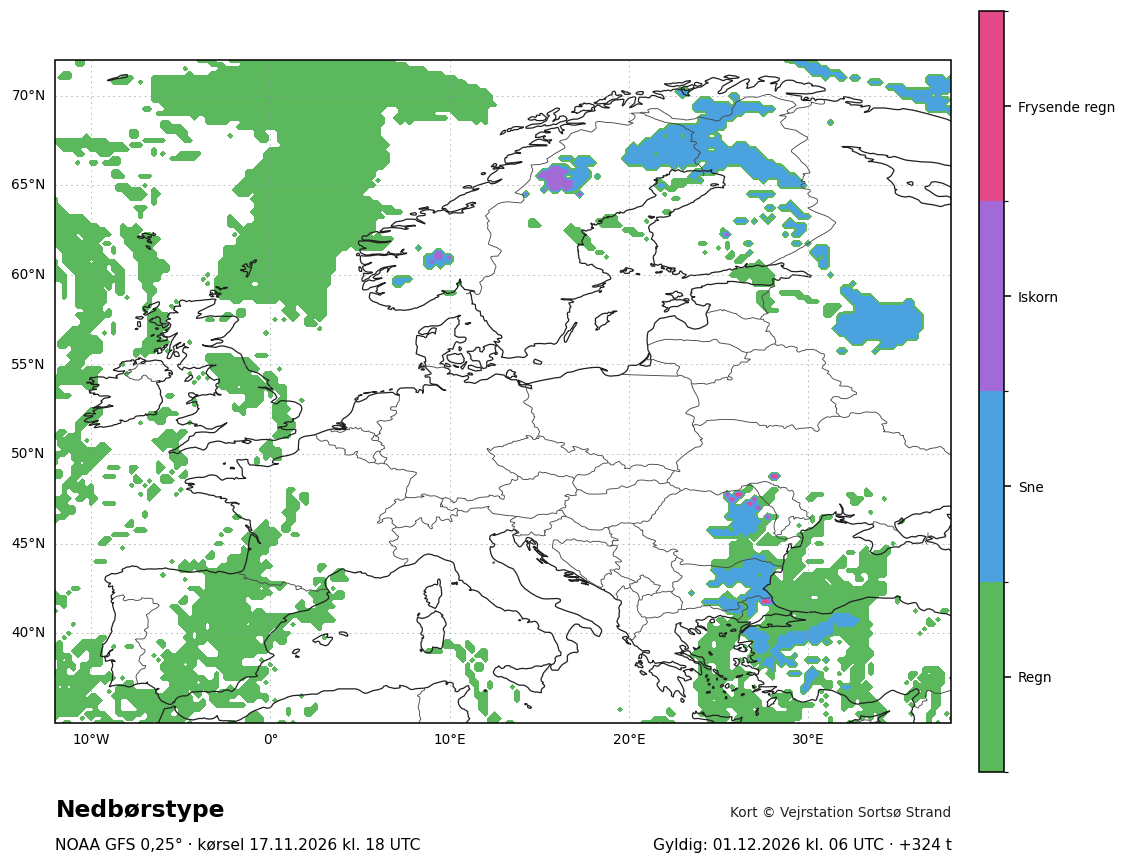 70°N
65°N
60°N
55°N
50°N
45°N
40°N
10°W
0°
10°E
20°E
30°E
Frysende regn
Iskorn
Sne
Regn
Nedbørstype
Kort © Vejrstation Sortsø Strand
NOAA GFS 0,25° · kørsel 17.11.2026 kl. 18 UTC
Gyldig: 01.12.2026 kl. 06 UTC · +324 t